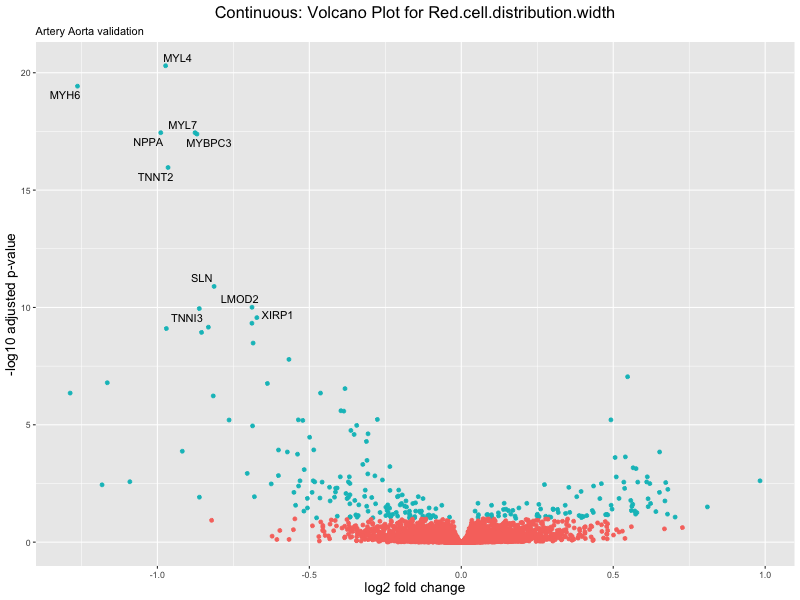 Continuous: Volcano Plot for Red.cell.distribution.width
Artery Aorta validation
MYL4
MYH6
MYL7
NPPA
MYBPC3
TNNT2
SLN
LMOD2
TNNI3
XIRP1
20
15
10
5
0
-log10 adjusted p-value
-1.0
-0.5
0.0
0.5
1.0
log2 fold change